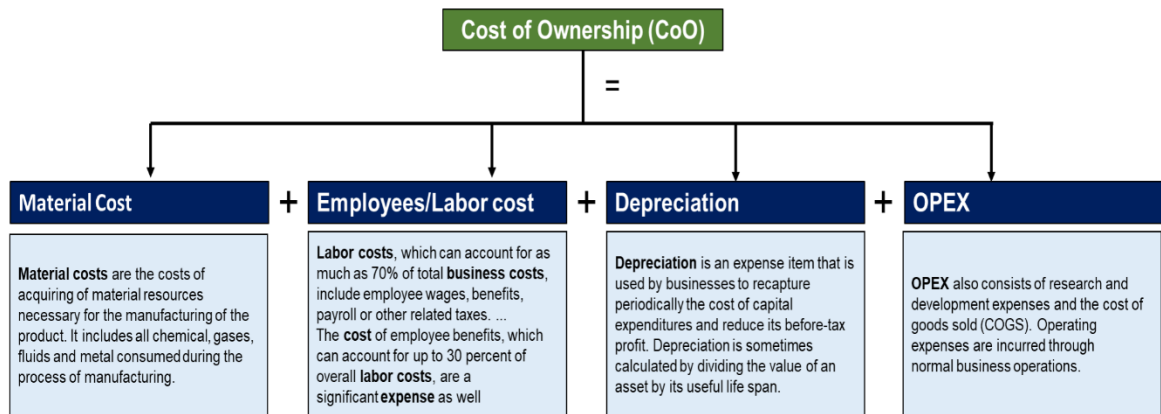 Cost of Ownership (CoO)
=
Material Cost
+
Employees/Labor cost
+
Depreciation
+
OPEX
Material costs are the costs of
acquiring of material resources
necessary for the manufacturing of the
product. It includes all chemical, gases,
fluids and metal consumed during the
process of manufacturing.
Labor costs, which can account for as
much as 70% of total business costs,
include employee wages, benefits,
payroll or other related taxes. ...
The cost of employee benefits, which
can account for up to 30 percent of
overall labor costs, are a
significant expense as well
Depreciation is an expense item that is
used by businesses to recapture
periodically the cost of capital
expenditures and reduce its before-tax
profit. Depreciation is sometimes
calculated by dividing the value of an
asset by its useful life span.
OPEX also consists of research and
development expenses and the cost of
goods sold (COGS). Operating
expenses are incurred through
normal business operations.